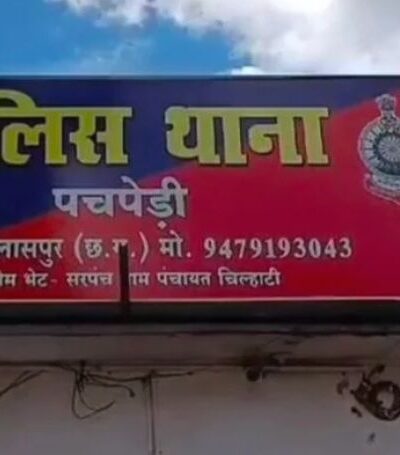 लिस थाना
पचपेड़ी
नासपुर (छ.ग.) मो. 9479193043
भेट- सरपंच ग्राम पंचायत चिल्हाटी